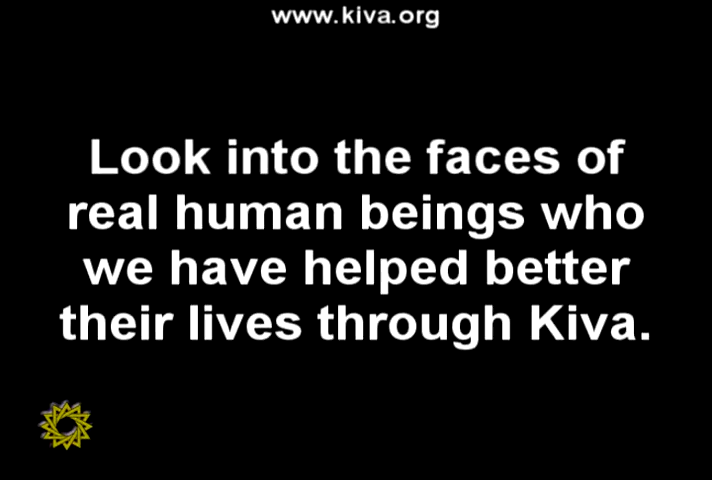 www.kiva.org
Look into the faces of
real human beings who
we have helped better
their lives through Kiva.